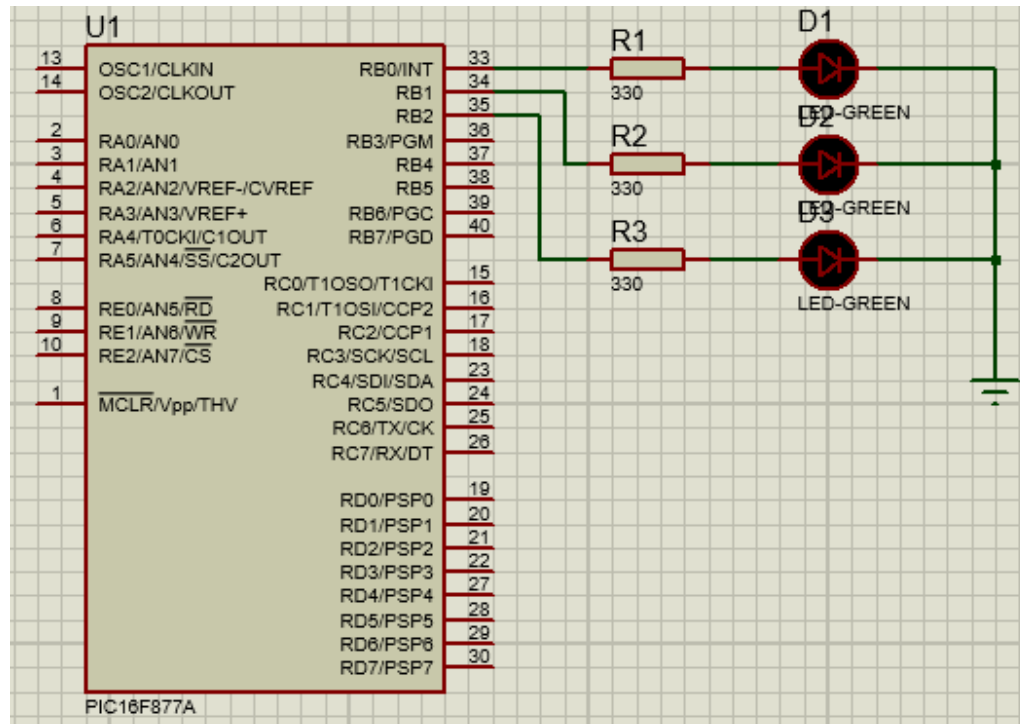 U1
13 OSC1/CLKIN
14 OSC2/CLKOUT
2 RA0/AN0
3 RA1/AN1
4 RA2/AN2/VREF-/CVREF
5 RA3/AN3/VREF+
6 RA4/T0CKI/C1OUT
7 RA5/AN4/SS/C2OUT
8 RE0/AN5/RD
9 RE1/AN6/WR
10 RE2/AN7/CS
1 MCLR/Vpp/THV
RB0/INT 33
RB1 34
RB2 35
RB3/PGM 36
RB4 37
RB5 38
RB6/PGC 39
RB7/PGD 40
RC0/T1OSO/T1CKI 15
RC1/T1OSI/CCP2 16
RC2/CCP1 17
RC3/SCK/SCL 18
RC4/SDI/SDA 23
RC5/SDO 24
RC6/TX/CK 25
RC7/RX/DT 26
RD0/PSP0 19
RD1/PSP1 20
RD2/PSP2 21
RD3/PSP3 22
RD4/PSP4 27
RD5/PSP5 28
RD6/PSP6 29
RD7/PSP7 30
PIC16F877A
R1
330
D1
LED-GREEN
R2
330
D2
LED-GREEN
R3
330
D3
LED-GREEN